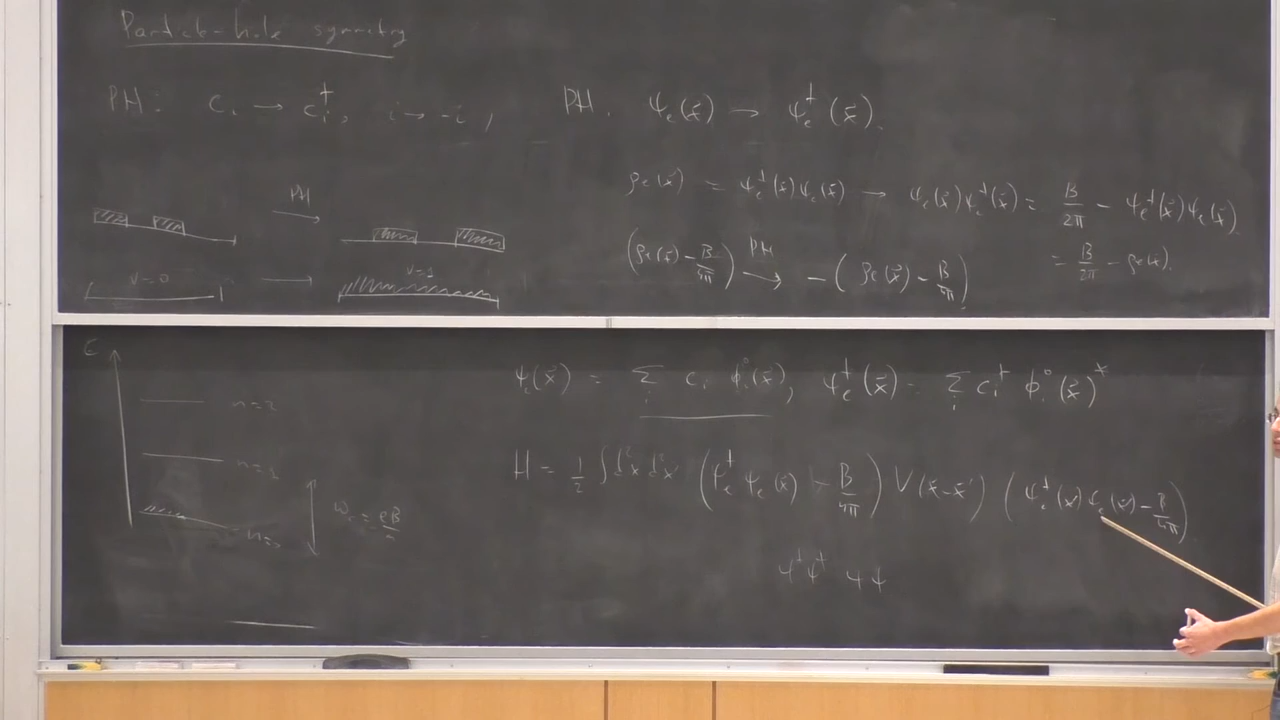 Particle-hole symmetry
PH: c_i → c_i^†, i → -i,
PH. ψ_e(x⃗) → ψ_e^†(x⃗).
ρ_e(x⃗) = ψ_e^†(x⃗)ψ_e(x⃗) → ψ_e(x⃗)ψ_e^†(x⃗) = B/2π - ψ_e^†(x⃗)ψ_e(x⃗).
= B/2π - ρ_e(x⃗).
PH
→
(ρ_e(x⃗) - B/4π) PH → -(ρ_e(x⃗) - B/4π)
ν=0 → ν=1
ε
n=2
ω_c = eB/
ψ_e(x⃗) = Σ_i c_i φ_i^0(x⃗), ψ_e^†(x⃗) = Σ_i c_i^† φ_i^0(x⃗)^*
H = 1/2 ∫d²x d²x' (ψ_e^† ψ_e(x⃗) - B/4π) V(x⃗-x⃗') (ψ_e^†(x⃗')ψ_e(x⃗') - B/4π)
ψ^†ψ^† ψψ